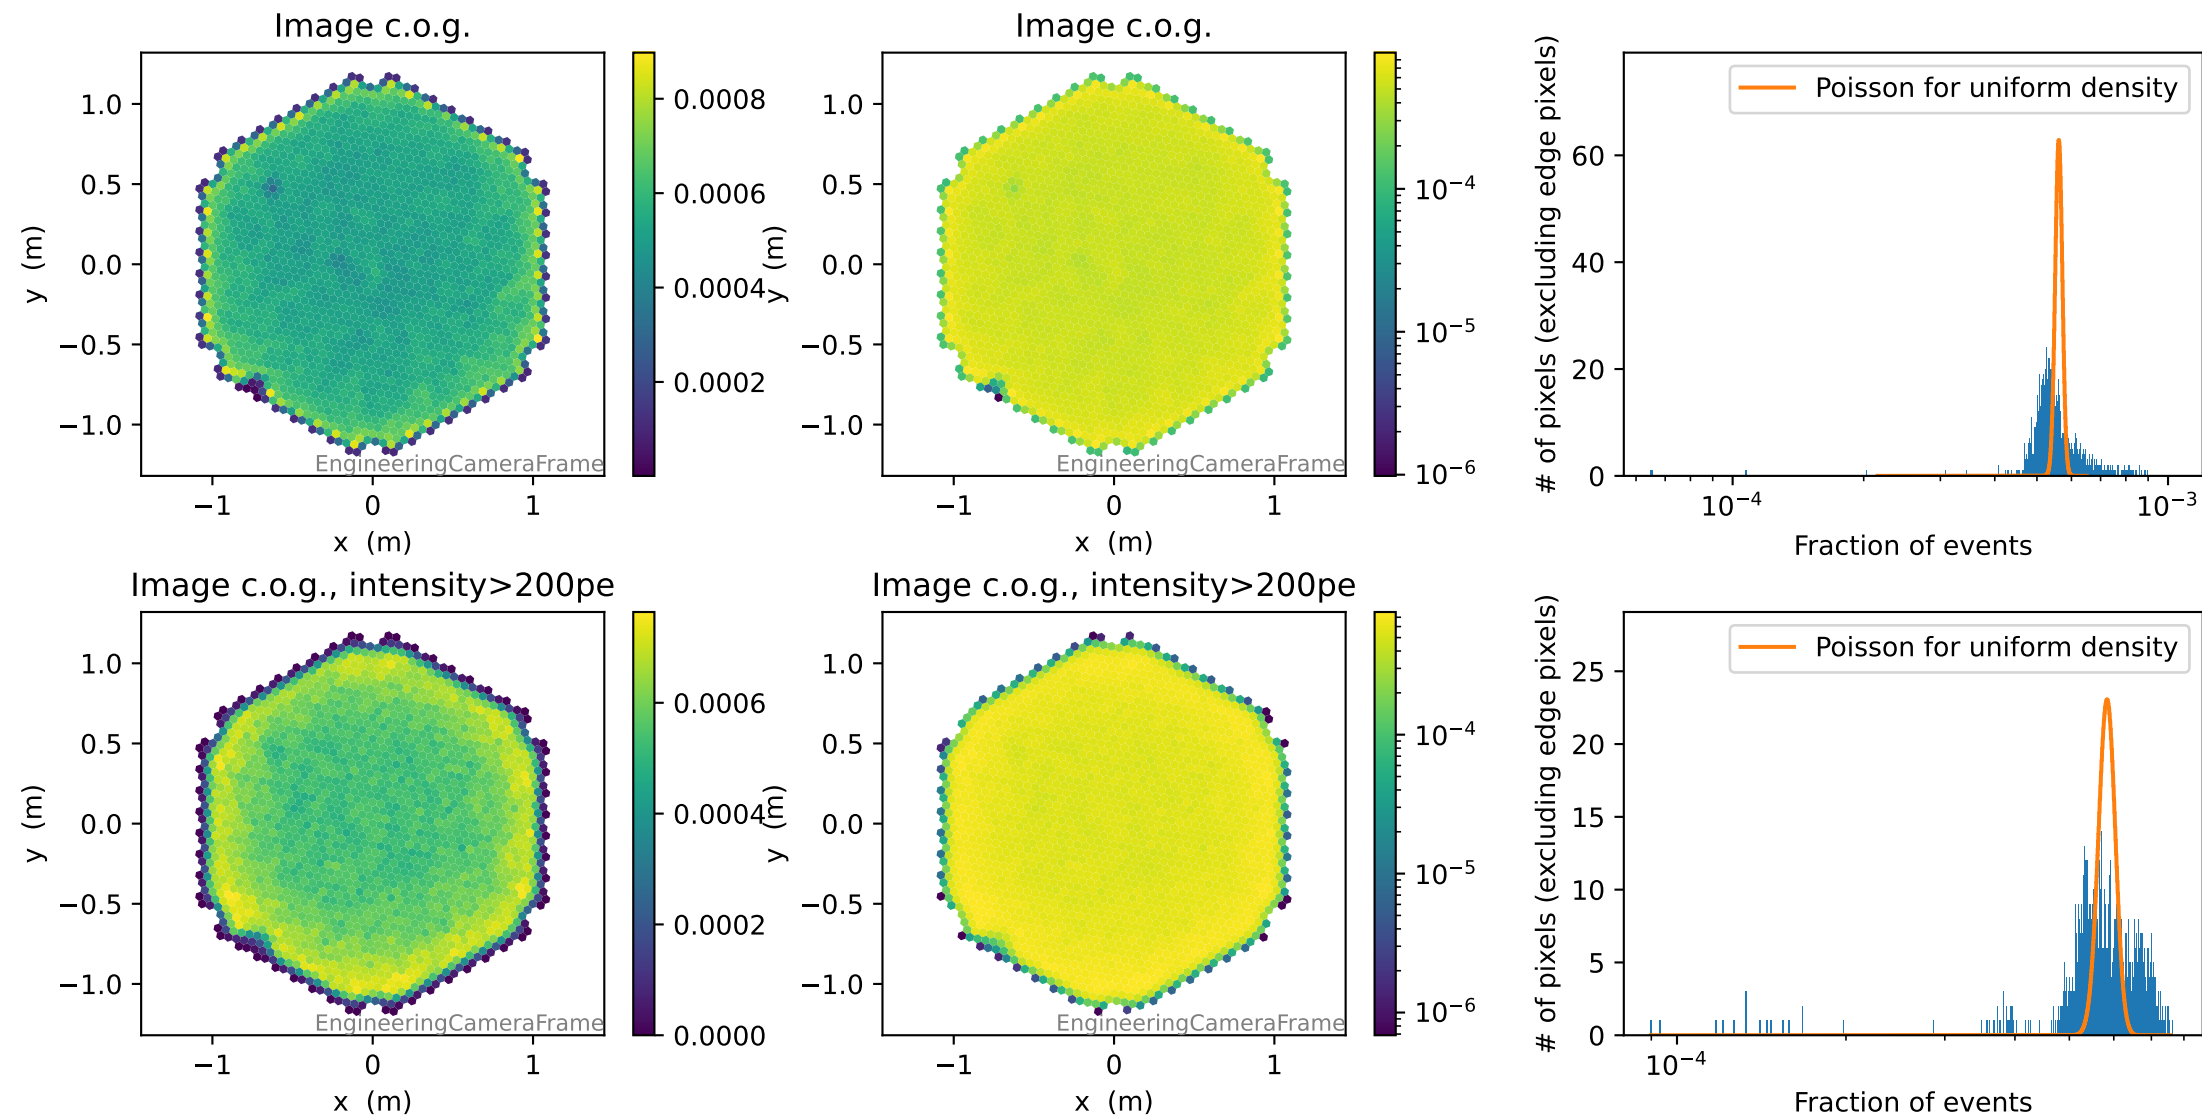 Image c.o.g.
1.0
0.5
0.0
−0.5
−1.0
y (m)
−1
0
1
x (m)
EngineeringCameraFrame
0.0008
0.0006
0.0004
0.0002
Image c.o.g.
1.0
0.5
0.0
−0.5
−1.0
y (m)
−1
0
1
x (m)
EngineeringCameraFrame
10⁻⁴
10⁻⁵
10⁻⁶
# of pixels (excluding edge pixels)
60
40
20
0
Poisson for uniform density
10⁻⁴
10⁻³
Fraction of events
Image c.o.g., intensity>200pe
1.0
0.5
0.0
−0.5
−1.0
y (m)
−1
0
1
x (m)
EngineeringCameraFrame
0.0006
0.0004
0.0002
0.0000
Image c.o.g., intensity>200pe
1.0
0.5
0.0
−0.5
−1.0
y (m)
−1
0
1
x (m)
EngineeringCameraFrame
10⁻⁴
10⁻⁵
10⁻⁶
# of pixels (excluding edge pixels)
25
20
15
10
5
0
Poisson for uniform density
10⁻⁴
Fraction of events